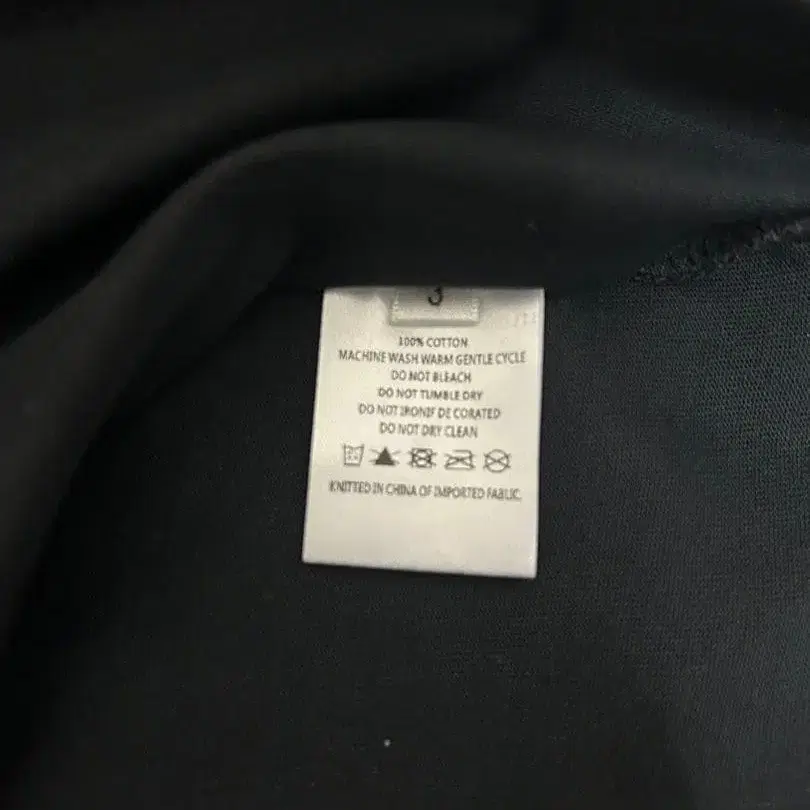 3
100% COTTON
MACHINE WASH WARM GENTLE CYCLE
DO NOT BLEACH
DO NOT TUMBLE DRY
DO NOT IRONIF DE CORATED
DO NOT DRY CLEAN
KNITTED IN CHINA OF IMPORTED FABLIC.